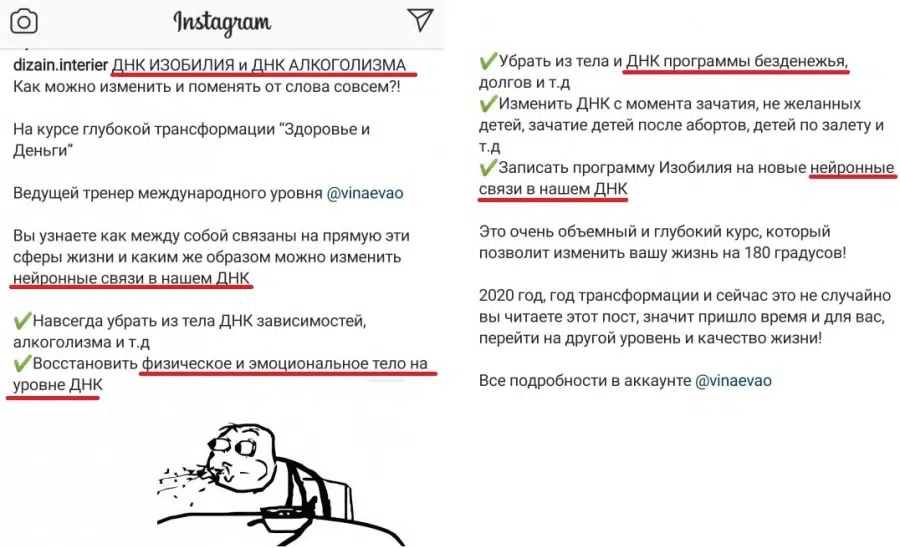 Instagram
dizain.interier ДНК ИЗОБИЛИЯ и ДНК АЛКОГОЛИЗМА
Как можно изменить и поменять от слова совсем?!
На курсе глубокой трансформации “Здоровье и
Деньги”
Ведущей тренер международного уровня @vinaevao
Вы узнаете как между собой связаны на прямую эти
сферы жизни и каким же образом можно изменить
нейронные связи в нашем ДНК
✔Навсегда убрать из тела ДНК зависимостей,
алкоголизма и т.д
✔Восстановить физическое и эмоциональное тело на
уровне ДНК
✔Убрать из тела и ДНК программы безденежья,
долгов и т.д
✔Изменить ДНК с момента зачатия, не желанных
детей, зачатие детей после абортов, детей по залету и
т.д
✔Записать программу Изобилия на новые нейронные
связи в нашем ДНК
Это очень объемный и глубокий курс, который
позволит изменить вашу жизнь на 180 градусов!
2020 год, год трансформации и сейчас это не случайно
вы читаете этот пост, значит пришло время и для вас,
перейти на другой уровень и качество жизни!
Все подробности в аккаунте @vinaevao